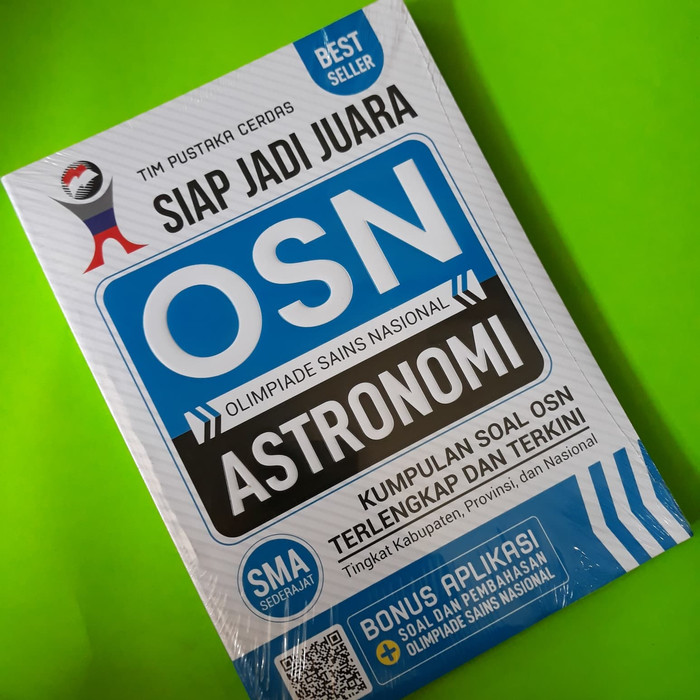 BEST
SELLER
TIM PUSTAKA CERDAS
SIAP JADI JUARA
OSN
OLIMPIADE SAINS NASIONAL
ASTRONOMI
KUMPULAN SOAL OSN
TERLENGKAP DAN TERKINI
Tingkat Kabupaten, Provinsi, dan Nasional
SMA
SEDERAJAT
BONUS APLIKASI
+ SOAL DAN PEMBAHASAN
OLIMPIADE SAINS NASIONAL